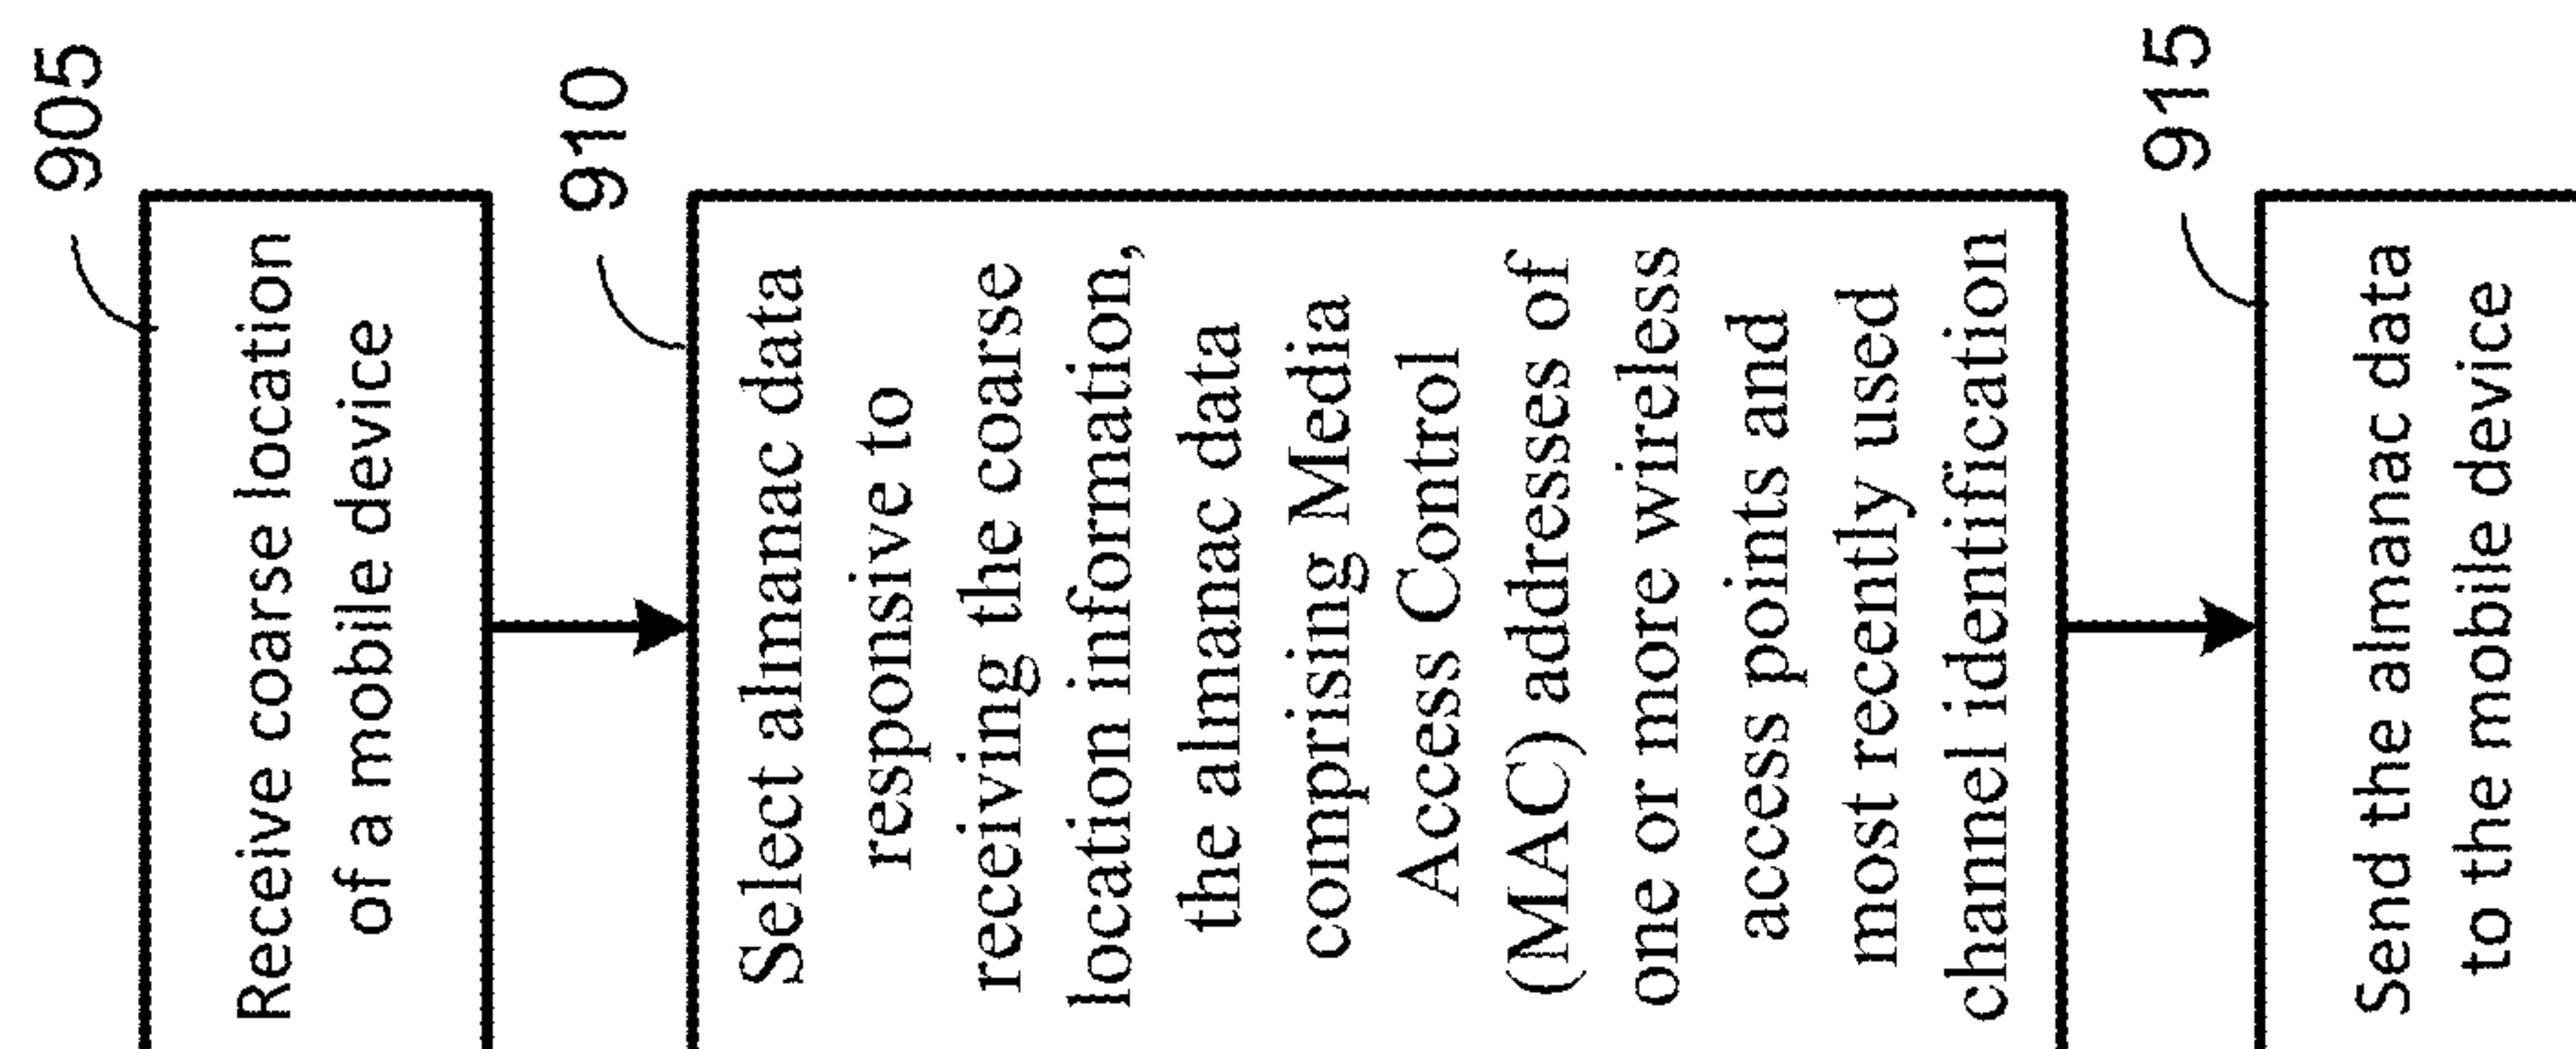 905
Receive coarse location
of a mobile device
910
Select almanac data
responsive to
receiving the coarse
location information,
the almanac data
comprising Media
Access Control
(MAC) addresses of
one or more wireless
access points and
most recently used
channel identification
915
Send the almanac data
to the mobile device